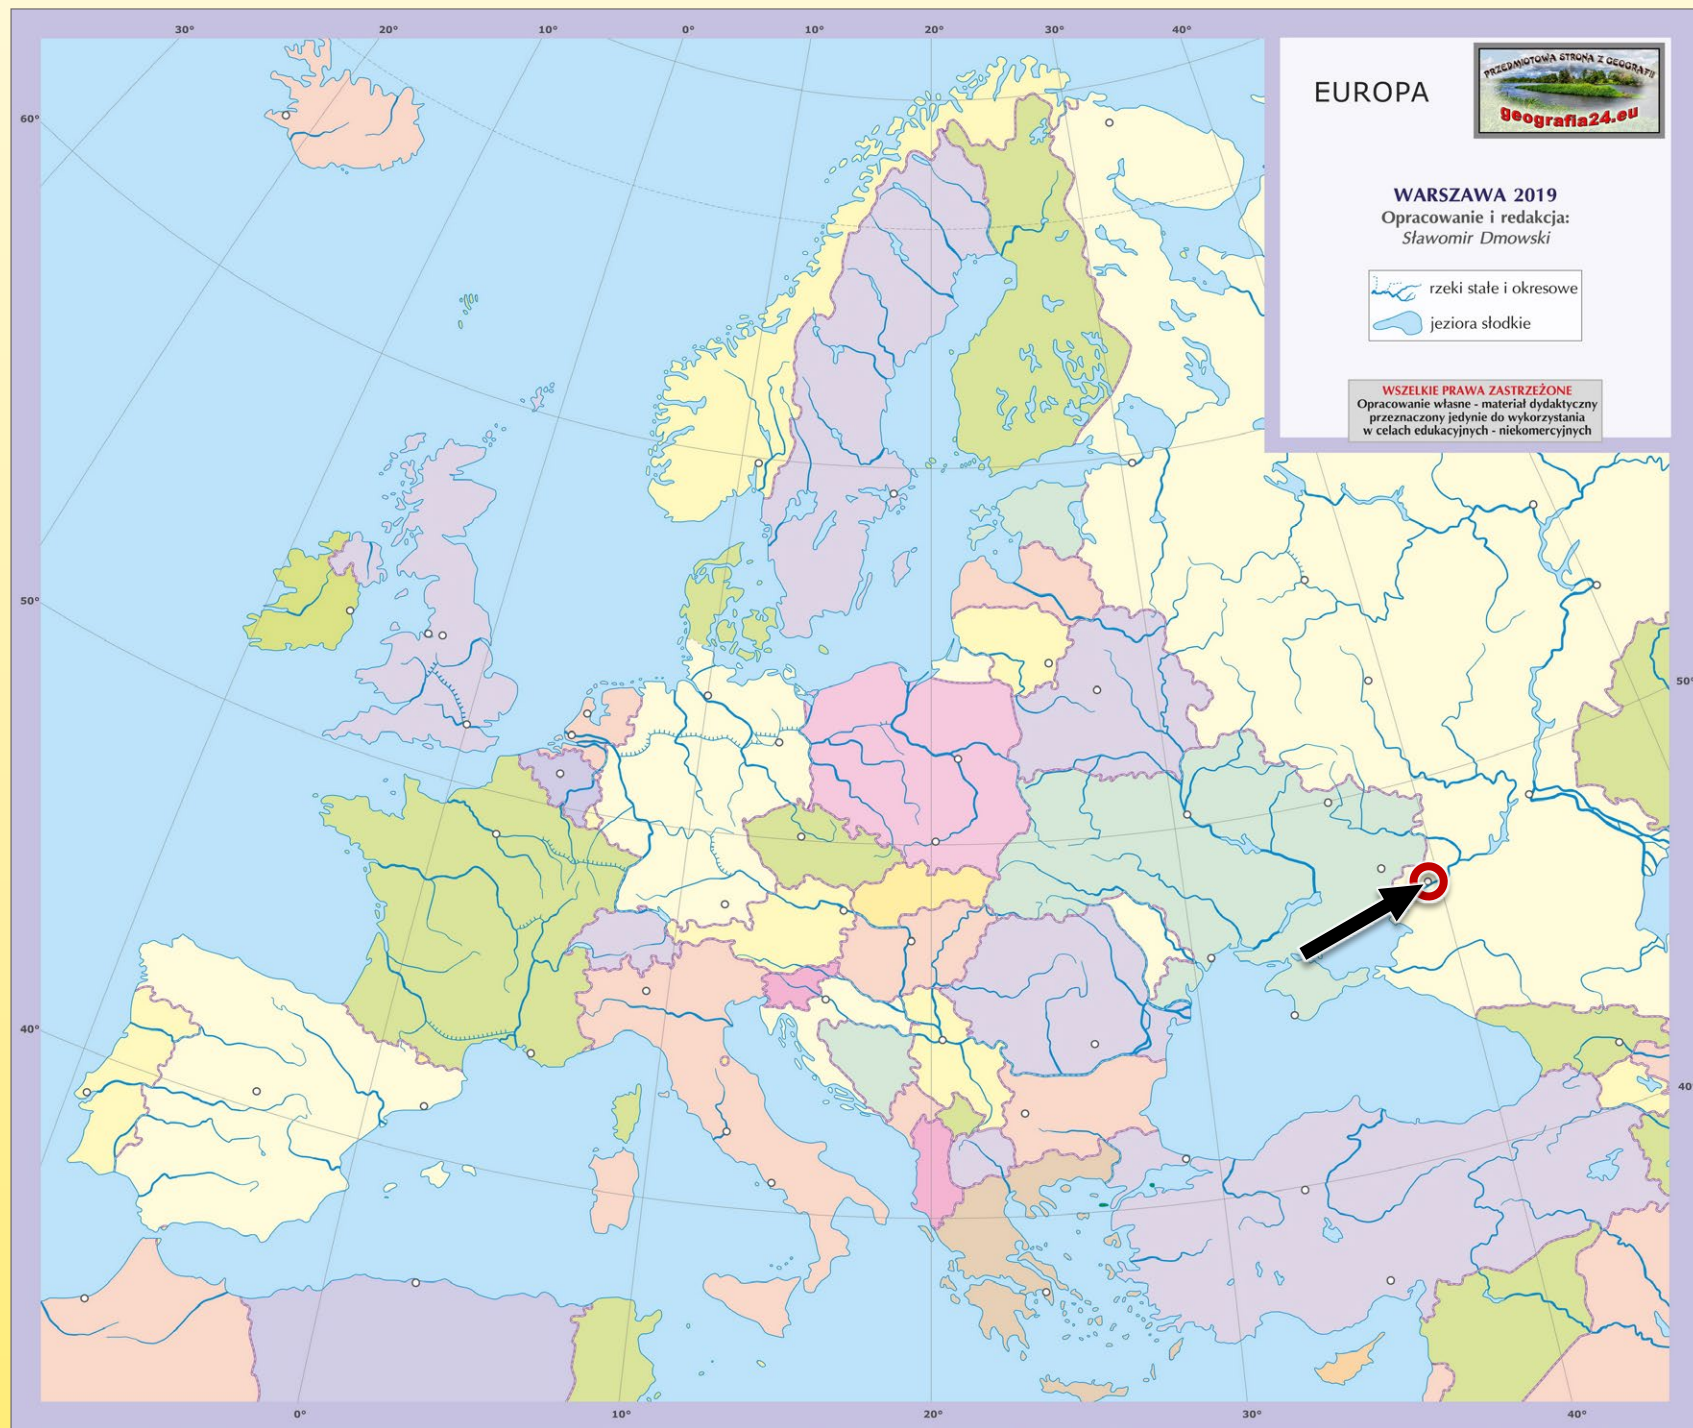 30°
20°
10°
0°
10°
20°
30°
40°
60°
50°
40°
50°
40°
0°
10°
20°
30°
40°
EUROPA
PRZEDMIOTOWA STRONA Z GEOGRAFII
geografia24.eu
WARSZAWA 2019
Opracowanie i redakcja:
Sławomir Dmowski
rzeki stałe i okresowe
jeziora słodkie
WSZELKIE PRAWA ZASTRZEŻONE
Opracowanie własne - materiał dydaktyczny
przeznaczony jedynie do wykorzystania
w celach edukacyjnych - niekomercyjnych